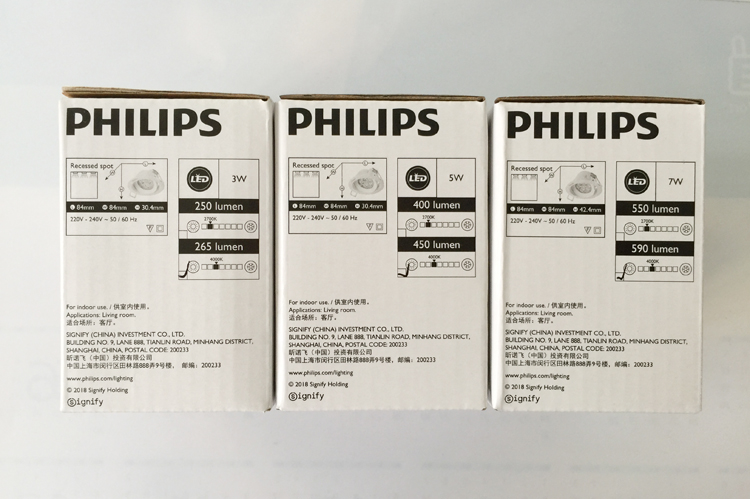 PHILIPS
Recessed spot
LED
3W
84mm 84mm 30.4mm
220V - 240V ~ 50 / 60 Hz
250 lumen
2700K
265 lumen
4000K
For indoor use. / 供室内使用。
Applications: Living room.
适合场所：客厅。
SIGNIFY (CHINA) INVESTMENT CO., LTD.
BUILDING NO. 9, LANE 888, TIANLIN ROAD, MINHANG DISTRICT,
SHANGHAI, CHINA, POSTAL CODE: 200233
昕诺飞（中国）投资有限公司
中国上海市闵行区田林路888弄9号楼， 邮编：200233
www.philips.com/lighting
© 2018 Signify Holding
Signify
PHILIPS
Recessed spot
LED
5W
84mm 84mm 30.4mm
220V - 240V ~ 50 / 60 Hz
400 lumen
2700K
450 lumen
4000K
For indoor use. / 供室内使用。
Applications: Living room.
适合场所：客厅。
SIGNIFY (CHINA) INVESTMENT CO., LTD.
BUILDING NO. 9, LANE 888, TIANLIN ROAD, MINHANG DISTRICT,
SHANGHAI, CHINA, POSTAL CODE: 200233
昕诺飞（中国）投资有限公司
中国上海市闵行区田林路888弄9号楼， 邮编：200233
www.philips.com/lighting
© 2018 Signify Holding
Signify
PHILIPS
Recessed spot
LED
7W
84mm 84mm 42.4mm
220V - 240V ~ 50 / 60 Hz
550 lumen
2700K
590 lumen
4000K
For indoor use. / 供室内使用。
Applications: Living room.
适合场所：客厅。
SIGNIFY (CHINA) INVESTMENT CO., LTD.
BUILDING NO. 9, LANE 888, TIANLIN ROAD, MINHANG DISTRICT,
SHANGHAI, CHINA, POSTAL CODE: 200233
昕诺飞（中国）投资有限公司
中国上海市闵行区田林路888弄9号楼， 邮编：200233
www.philips.com/lighting
© 2018 Signify Holding
Signify